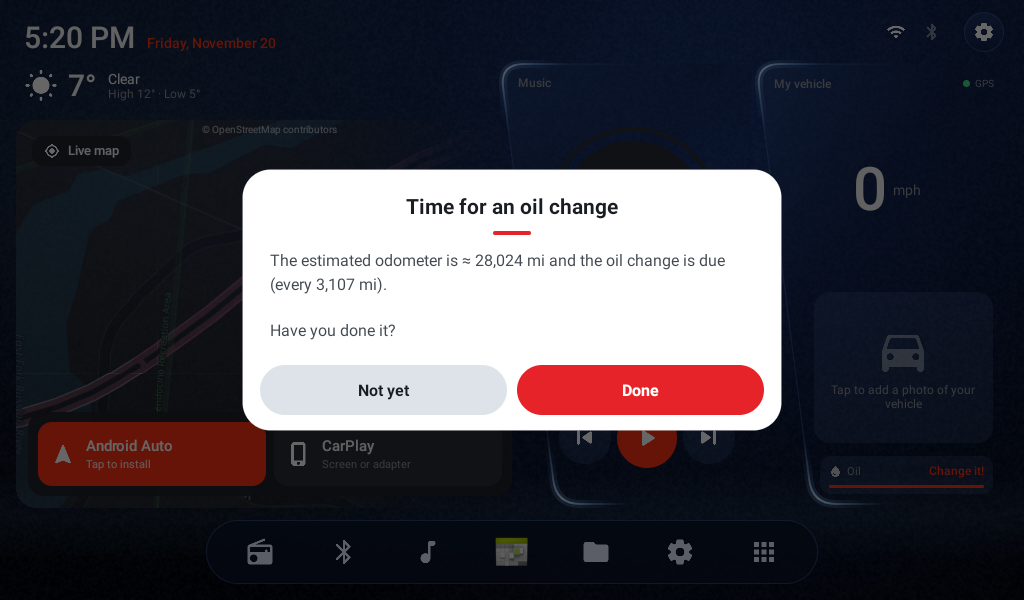 5:20 PM Friday, November 20
7° Clear
High 12° · Low 5°
© OpenStreetMap contributors
Live map
Music
My vehicle
GPS
0 mph
Time for an oil change
The estimated odometer is ≈ 28,024 mi and the oil change is due
(every 3,107 mi).
Have you done it?
Not yet
Done
Tap to add a photo of your
vehicle
Android Auto
Tap to install
CarPlay
Screen or adapter
Oil
Change it!